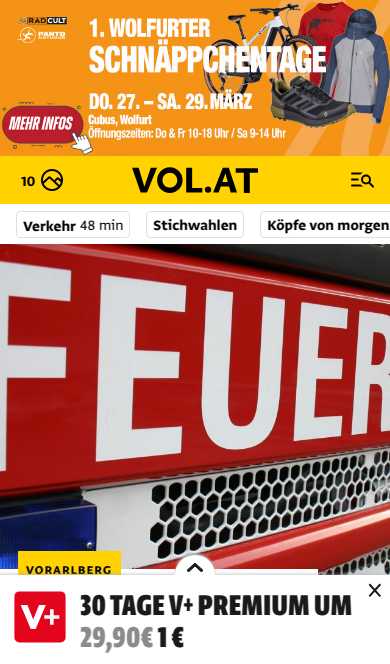 RADCULT
PANTO
1. WOLFURTER
SCHNÄPPCHENTAGE
DO. 27. – SA. 29. MÄRZ
Cubus, Wolfurt
Öffnungszeiten: Do & Fr 10-18 Uhr / Sa 9-14 Uhr
MEHR INFOS
10
VOL.AT
Verkehr 48 min
Stichwahlen
Köpfe von morgen
FEUER
VORARLBERG
V+
30 TAGE V+ PREMIUM UM
29,90€ 1 €